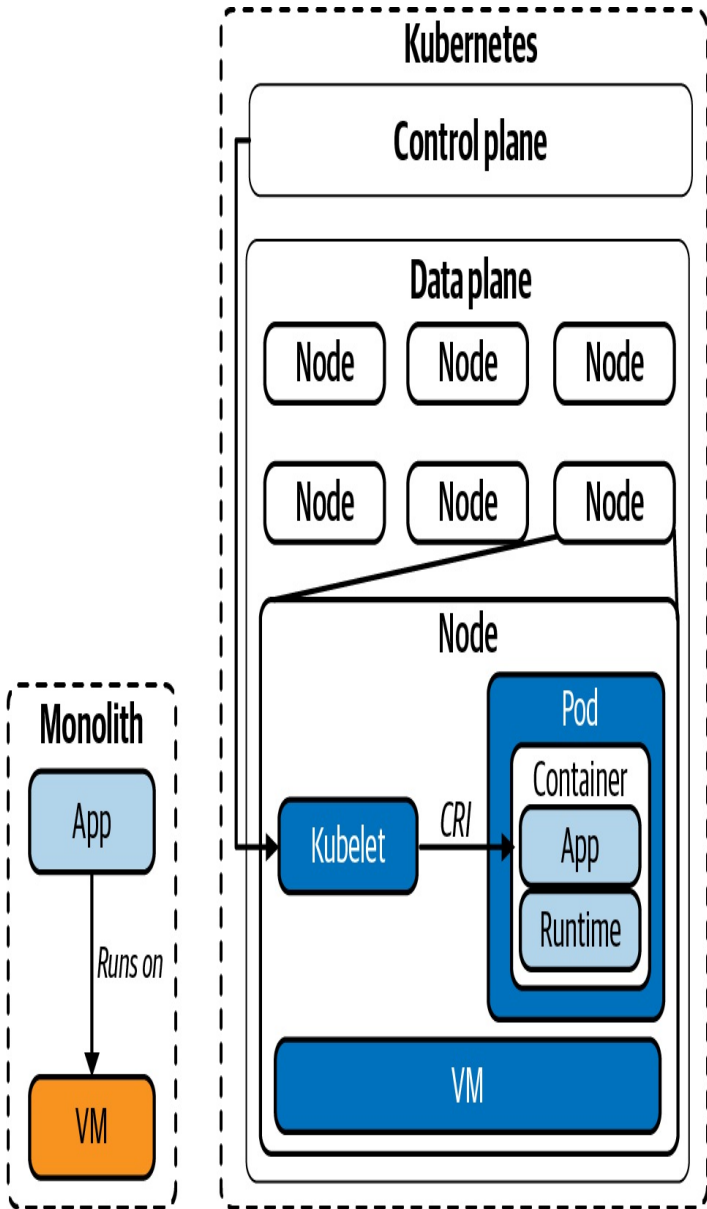 Kubernetes
Control plane
Data plane
Node
Node
Node
Node
Node
Node
Node
Pod
Container
Kubelet
CRI
App
Runtime
VM
Monolith
App
Runs on
VM